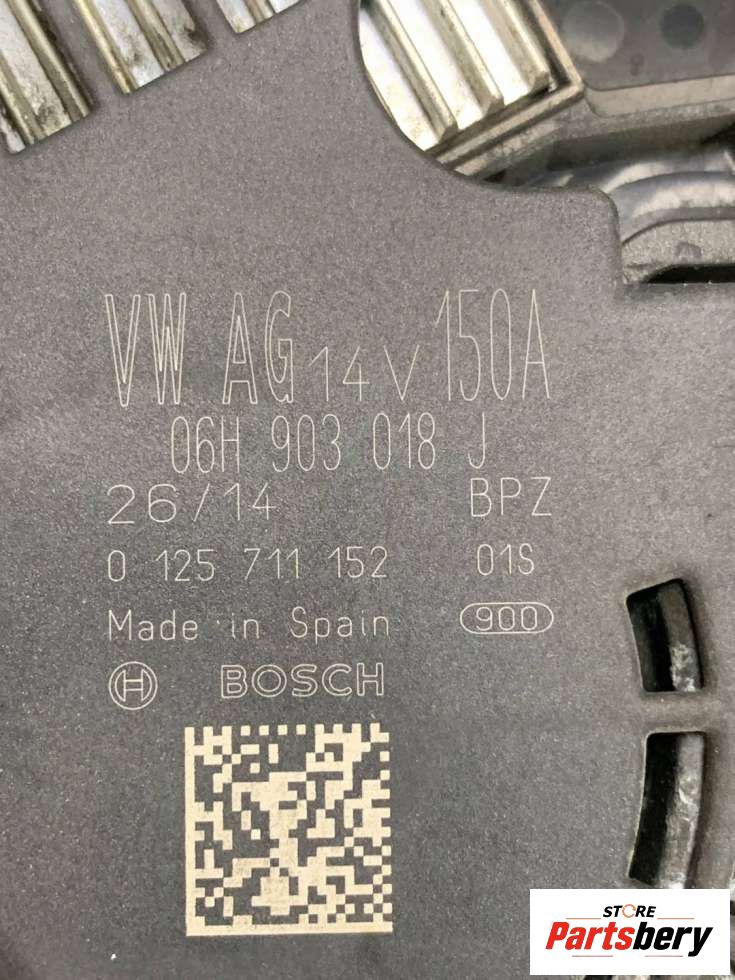 VW AG 14 V 150A
06H 903 018 J
26/14 BPZ
0 125 711 152 01S
Made in Spain 900
BOSCH
STORE
Partsbery